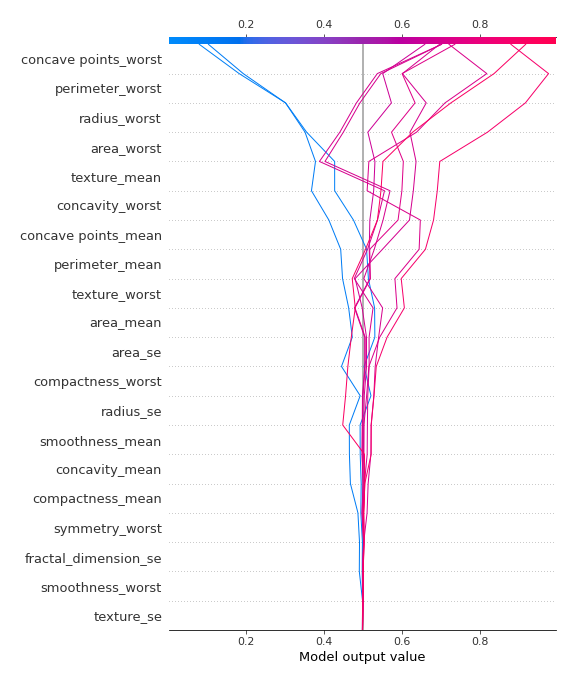 0.2 0.4 0.6 0.8
concave points_worst
perimeter_worst
radius_worst
area_worst
texture_mean
concavity_worst
concave points_mean
perimeter_mean
texture_worst
area_mean
area_se
compactness_worst
radius_se
smoothness_mean
concavity_mean
compactness_mean
symmetry_worst
fractal_dimension_se
smoothness_worst
texture_se
0.2 0.4 0.6 0.8
Model output value